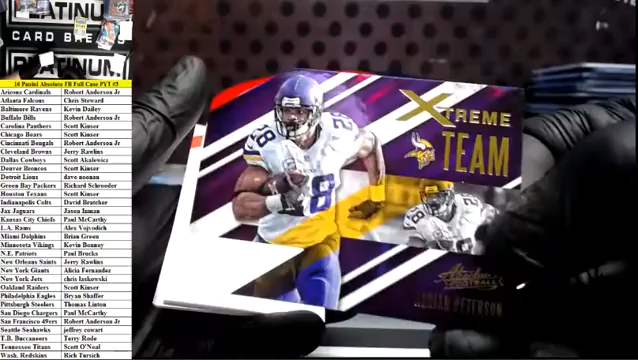 PLATINUM
CARD BREAKS
PLATINUM
16 Panini Absolute FB Full Case PYT #3
Arizona Cardinals Robert Anderson Jr
Atlanta Falcons Chris Steward
Baltimore Ravens Kevin Dailey
Buffalo Bills Robert Anderson Jr
Carolina Panthers Scott Kinser
Chicago Bears Scott Kinser
Cincinnati Bengals Robert Anderson Jr
Cleveland Browns Jerry Rawlins
Dallas Cowboys Scott Akalewicz
Denver Broncos Scott Kinser
Detroit Lions dave noonan
Green Bay Packers Richard Schroeder
Houston Texans Scott Kinser
Indianapolis Colts David Bratcher
Jax Jaguars Jason Inman
Kansas City Chiefs Paul McCarthy
L.A. Rams Alex Vojvodich
Miami Dolphins Brian Green
Minnesota Vikings Kevin Bonnay
N.E. Patriots Paul Brucks
New Orleans Saints Jerry Rawlins
New York Giants Alicia Fernandez
New York Jets chris laskowski
Oakland Raiders Scott Kinser
Philadelphia Eagles Bryan Shaffer
Pittsburgh Steelers Thomas Linton
San Diego Chargers Paul McCarthy
San Francisco 49ers Robert Anderson Jr
Seattle Seahawks jeffrey cowart
T.B. Buccaneers Terry Rode
Tennessee Titans Scott O'Neal
Wash. Redskins Rich Tursich
XTREME
TEAM
28
28
28
Absolute
FOOTBALL
ADRIAN PETERSON